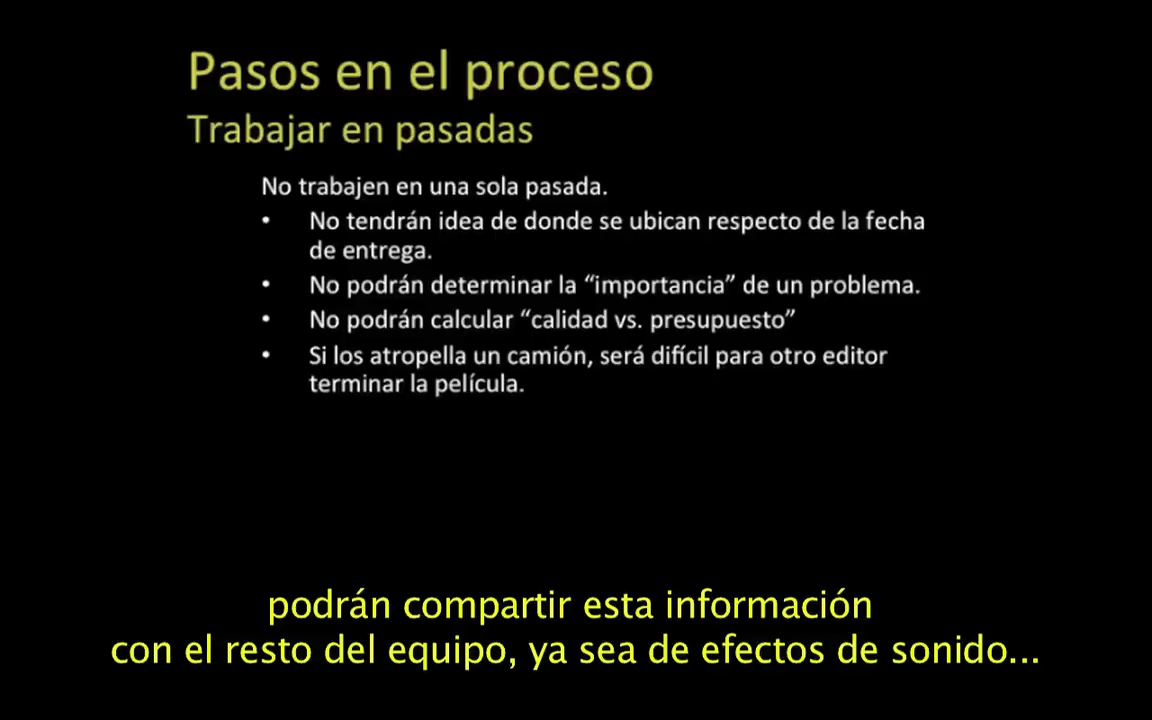 Pasos en el proceso
Trabajar en pasadas
No trabajen en una sola pasada.
• No tendrán idea de donde se ubican respecto de la fecha
de entrega.
• No podrán determinar la “importancia” de un problema.
• No podrán calcular “calidad vs. presupuesto”
• Si los atropella un camión, será difícil para otro editor
terminar la película.
podrán compartir esta información
con el resto del equipo, ya sea de efectos de sonido...